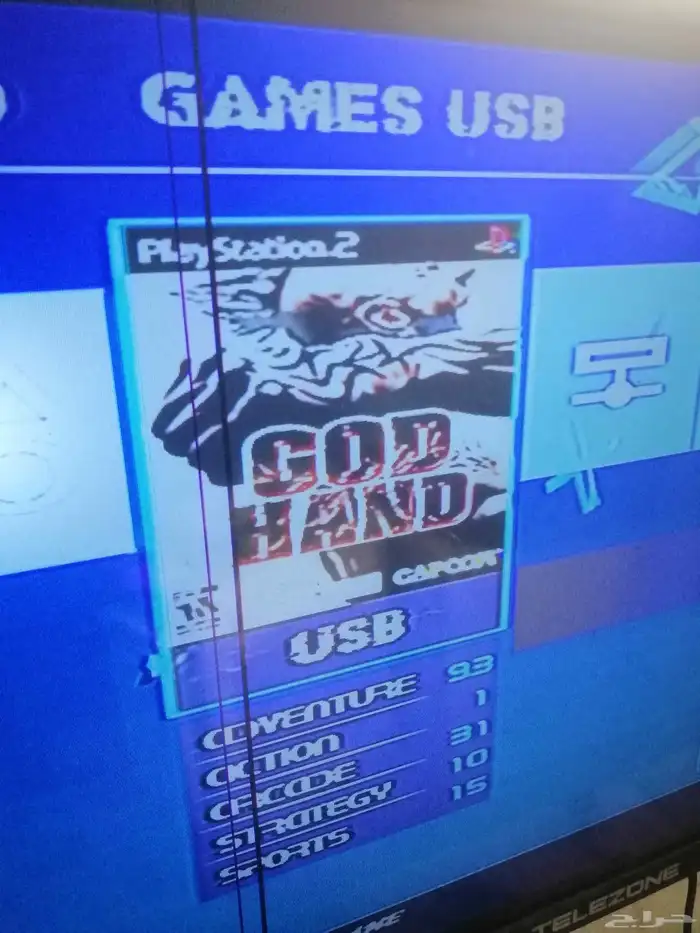 GAMES USB
PlayStation.2
GOD
HAND
CAPCOM
USB
ADVENTURE 93
ACTION 1
ARCADE 31
STRATEGY 10
SPORTS 15
TELEZONE
حراج